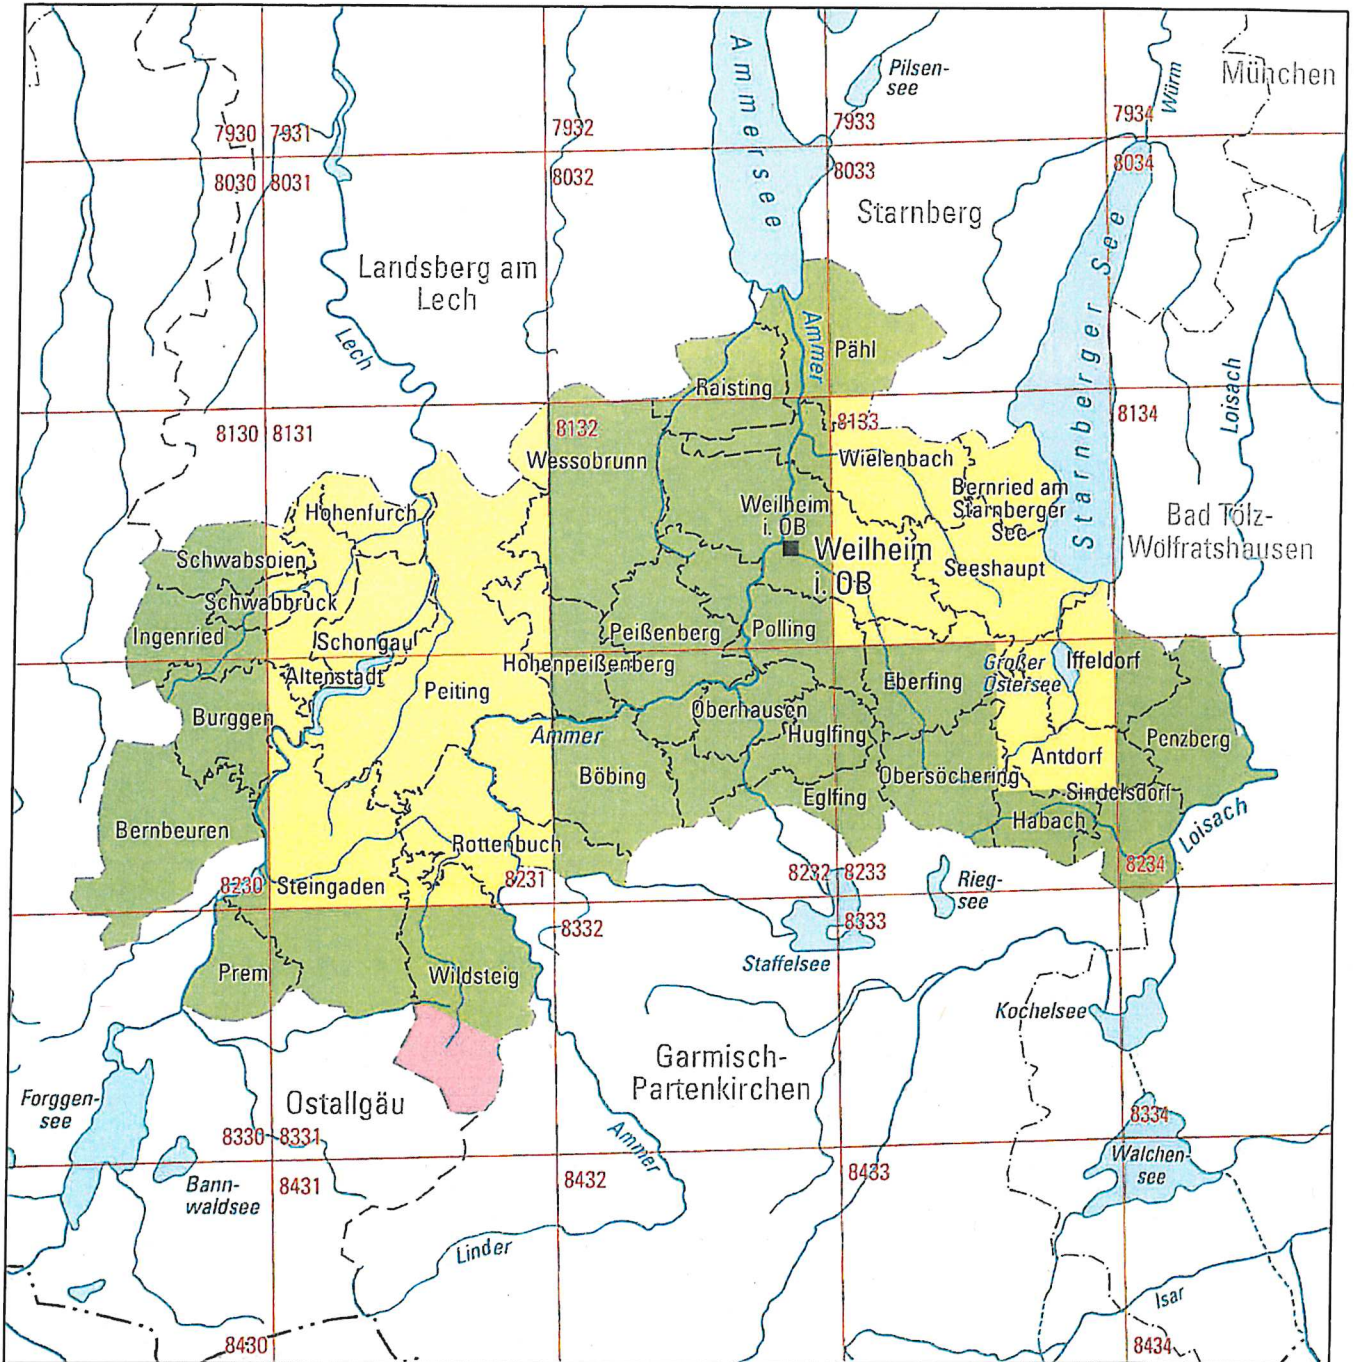 Ammersee
Pilsen-
see
Würm
München
7930 7931
7932
7933
7934
8030 8031
8032
8033
8034
Starnberg
Landsberg am
Lech
Starnberger See
Lech
Ammer
Pähl
Raisting
Loisach
8130 8131
8132
8133
8134
Wessobrunn
Wielenbach
Bernried am
Starnberger
See
Hohenfurch
Weilheim
i. OB
Weilheim
i. OB
Bad Tölz-
Wolfratshausen
Schwabsoien
Seeshaupt
Schwabbruck
Ingenried
Schongau
Peißenberg
Polling
Altenstadt
Hohenpeißenberg
Großer
Ostersee
Iffeldorf
Peiting
Eberfing
Burggen
Oberhausen
Huglfing
Ammer
Penzberg
Antdorf
Böbing
Obersöchering
Eglfing
Sindelsdorf
Bernbeuren
Habach
Loisach
Rottenbuch
8230
Steingaden
8231
8232 8233
8234
Rieg-
see
8332
8333
Staffelsee
Prem
Wildsteig
Kochelsee
Garmisch-
Partenkirchen
Forggen-
see
Ostallgäu
8330 8331
8334
Ammer
Walchen-
see
Bann-
waldsee
8431
8432
8433
Linder
Isar
8430
8434